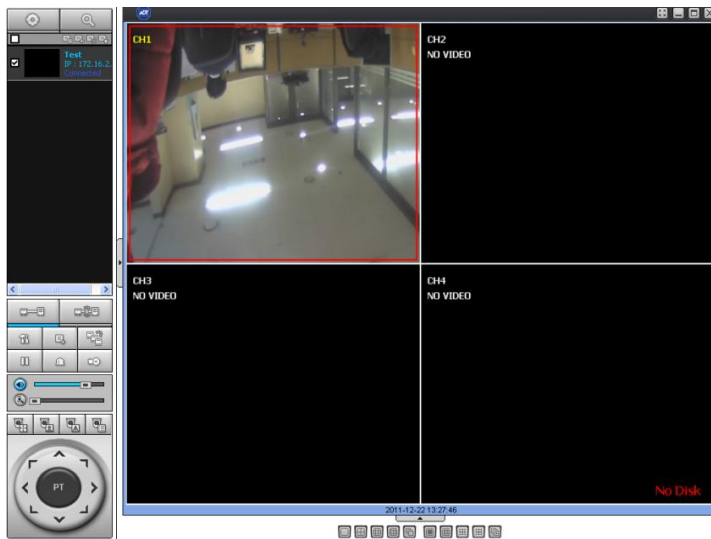 ADT
Test
IP : 172.16.2.
Connected
CH1
CH2
NO VIDEO
CH3
NO VIDEO
CH4
NO VIDEO
No Disk
2011-12-22 13:27:46
PT